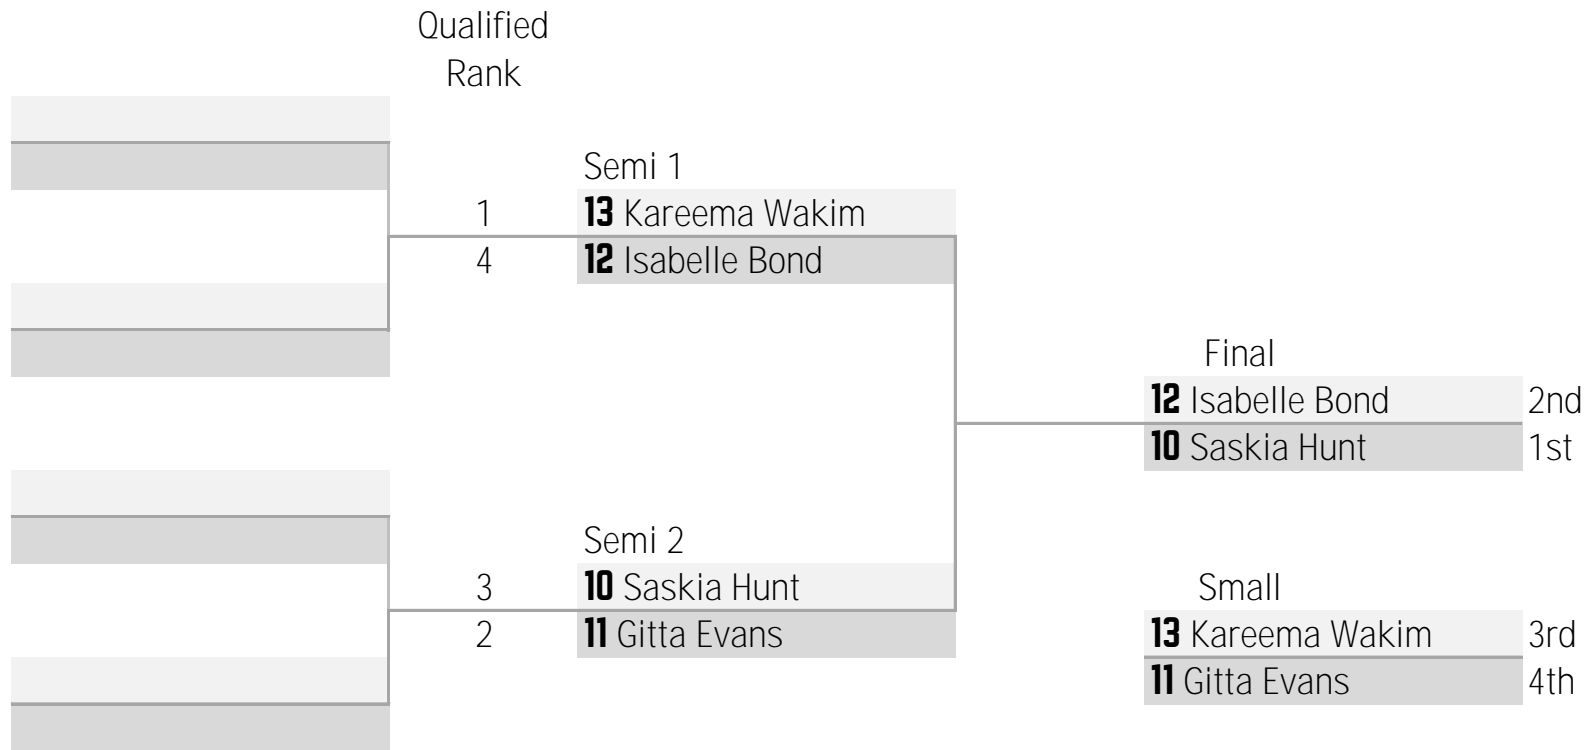 Qualified
Rank
Semi 1
1 13 Kareema Wakim
4 12 Isabelle Bond
Final
12 Isabelle Bond 2nd
10 Saskia Hunt 1st
Semi 2
3 10 Saskia Hunt
2 11 Gitta Evans
Small
13 Kareema Wakim 3rd
11 Gitta Evans 4th